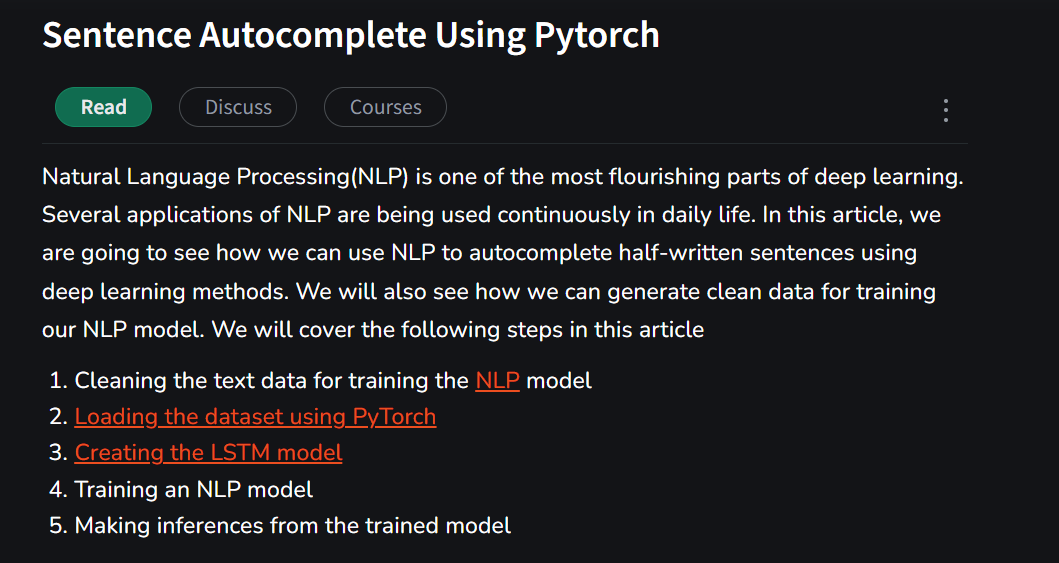 Sentence Autocomplete Using Pytorch
Read Discuss Courses
Natural Language Processing(NLP) is one of the most flourishing parts of deep learning.
Several applications of NLP are being used continuously in daily life. In this article, we
are going to see how we can use NLP to autocomplete half-written sentences using
deep learning methods. We will also see how we can generate clean data for training
our NLP model. We will cover the following steps in this article
1. Cleaning the text data for training the NLP model
2. Loading the dataset using PyTorch
3. Creating the LSTM model
4. Training an NLP model
5. Making inferences from the trained model